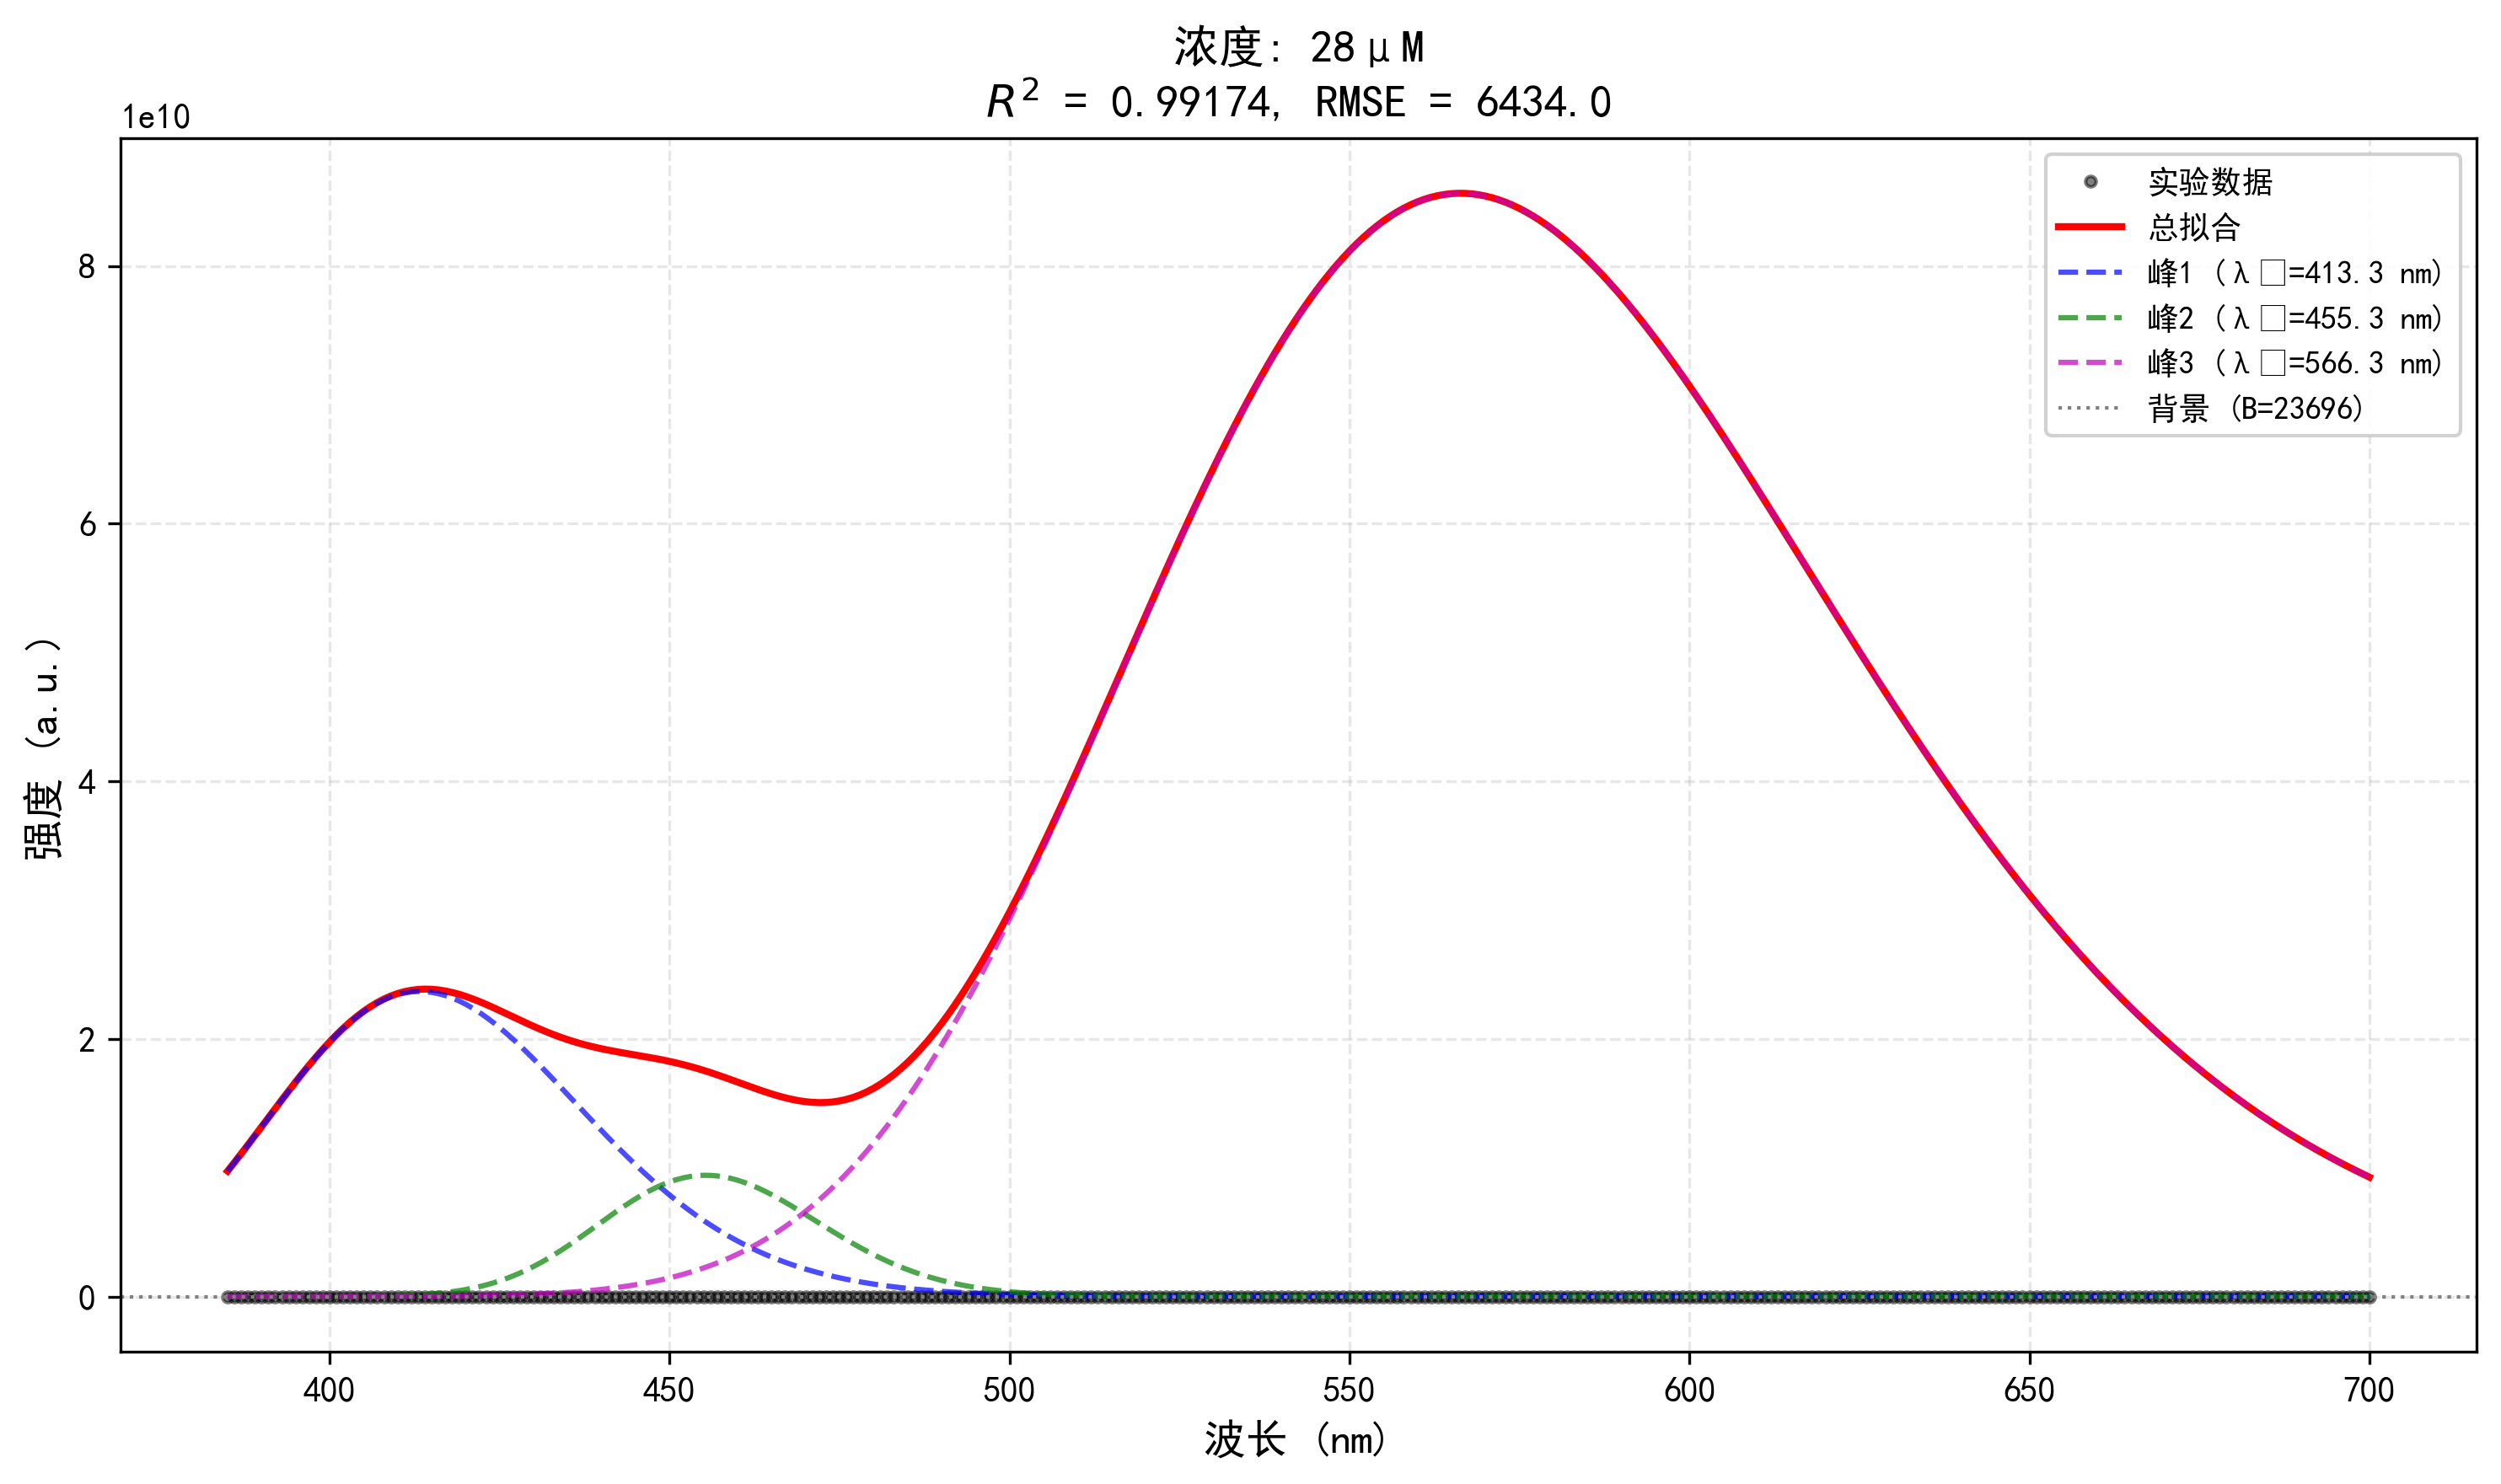 浓度: 28μM
R² = 0.99174, RMSE = 6434.0
1e10
8
6
4
2
0
强度 (a.u.)
400
450
500
550
600
650
700
波长 (nm)
实验数据
总拟合
峰1 (λ□=413.3 nm)
峰2 (λ□=455.3 nm)
峰3 (λ□=566.3 nm)
背景 (B=23696)